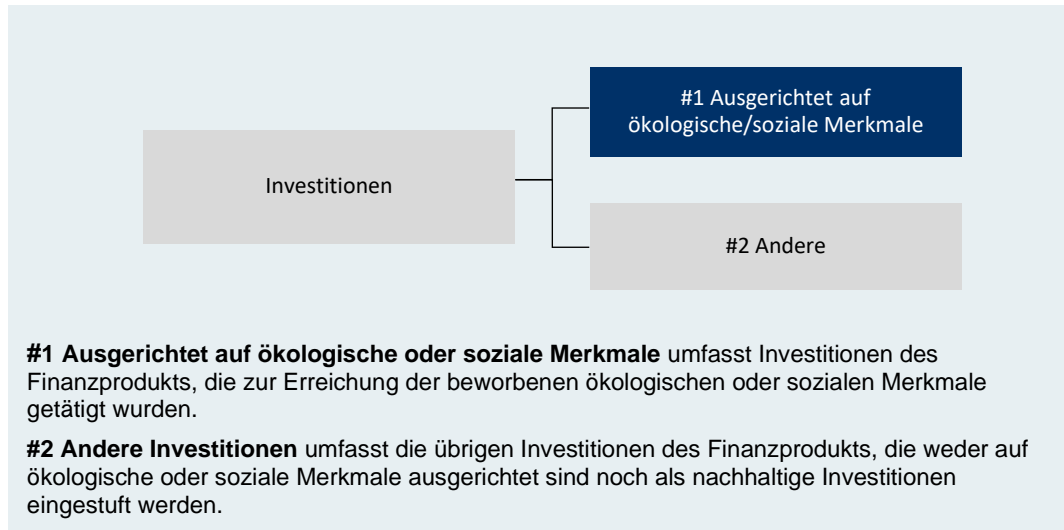 #1 Ausgerichtet auf
ökologische/soziale Merkmale
Investitionen
#2 Andere
#1 Ausgerichtet auf ökologische oder soziale Merkmale umfasst Investitionen des
Finanzprodukts, die zur Erreichung der beworbenen ökologischen oder sozialen Merkmale
getätigt wurden.
#2 Andere Investitionen umfasst die übrigen Investitionen des Finanzprodukts, die weder auf
ökologische oder soziale Merkmale ausgerichtet sind noch als nachhaltige Investitionen
eingestuft werden.